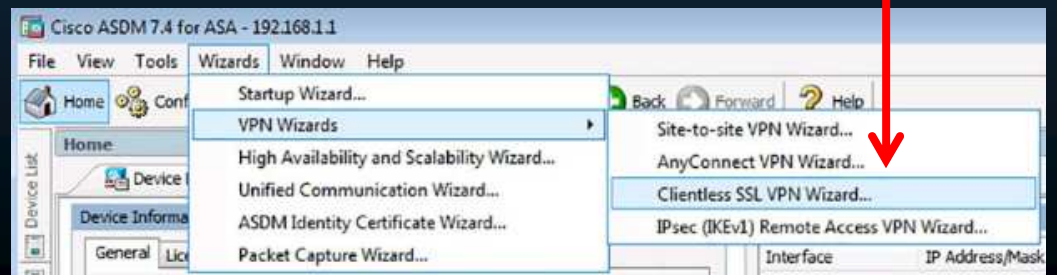 Cisco ASDM 7.4 for ASA - 192.168.1.1
File View Tools Wizards Window Help
Home Conf Back Forward Help
Startup Wizard...
VPN Wizards
High Availability and Scalability Wizard...
Unified Communication Wizard...
ASDM Identity Certificate Wizard...
Packet Capture Wizard...
Site-to-site VPN Wizard...
AnyConnect VPN Wizard...
Clientless SSL VPN Wizard...
IPsec (IKEv1) Remote Access VPN Wizard...
Device List
Home
Device
Device Informa
General Lic
Interface IP Address/Mask